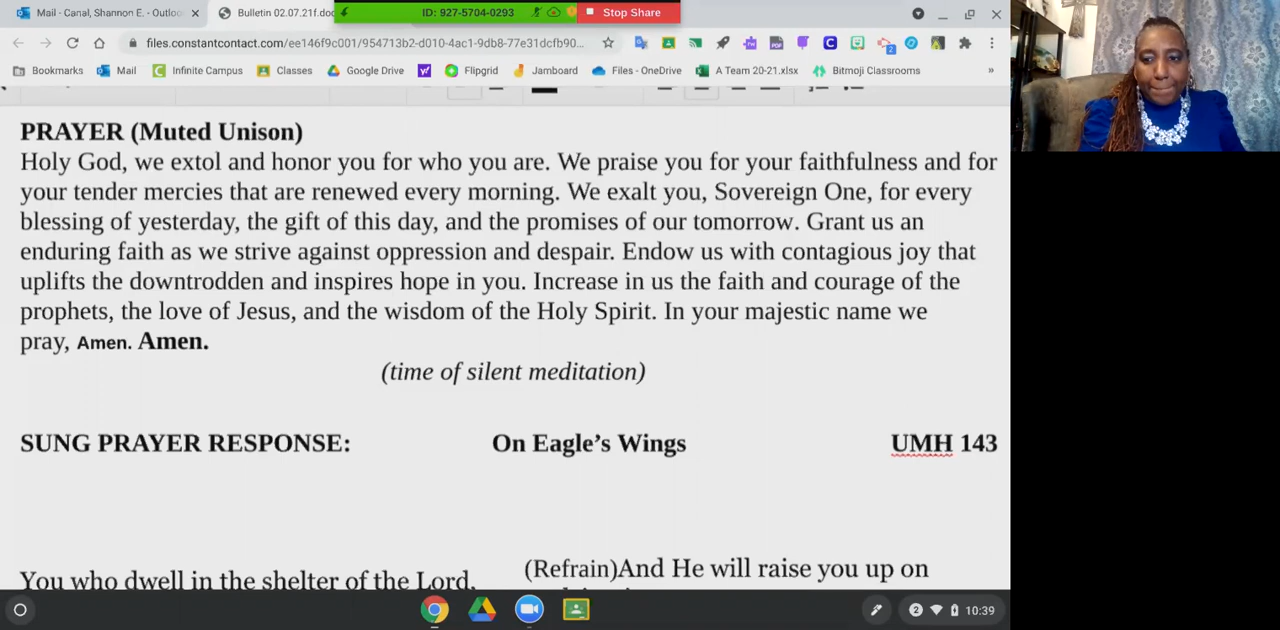 Mail - Canal, Shannon E. - Outloo
Bulletin 02.07.21f.doc
ID: 927-5704-0293
Stop Share
files.constantcontact.com/ee146f9c001/954713b2-d010-4ac1-9db8-77e31dcfb90...
Bookmarks Mail Infinite Campus Classes Google Drive Flipgrid Jamboard Files - OneDrive A Team 20-21.xlsx Bitmoji Classrooms »
PRAYER (Muted Unison)
Holy God, we extol and honor you for who you are. We praise you for your faithfulness and for
your tender mercies that are renewed every morning. We exalt you, Sovereign One, for every
blessing of yesterday, the gift of this day, and the promises of our tomorrow. Grant us an
enduring faith as we strive against oppression and despair. Endow us with contagious joy that
uplifts the downtrodden and inspires hope in you. Increase in us the faith and courage of the
prophets, the love of Jesus, and the wisdom of the Holy Spirit. In your majestic name we
pray, Amen. Amen.
(time of silent meditation)
SUNG PRAYER RESPONSE: On Eagle's Wings UMH 143
You who dwell in the shelter of the Lord,
(Refrain)And He will raise you up on
2 10:39